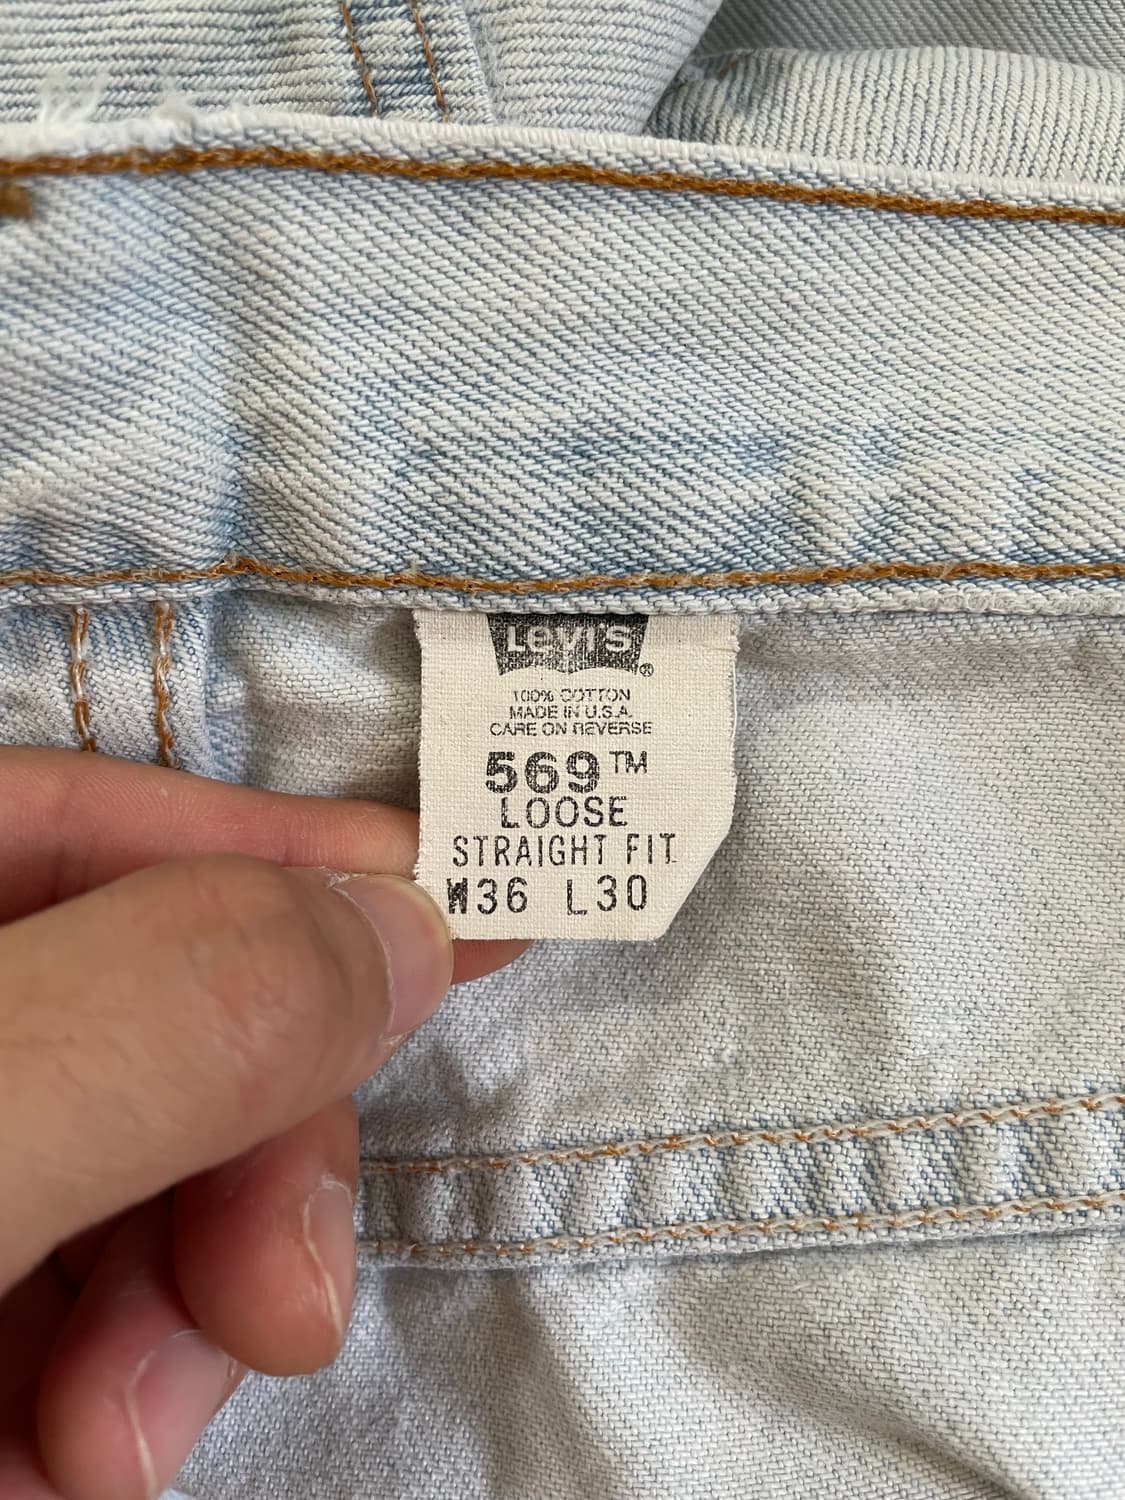 Levi's®
100% COTTON
MADE IN U.S.A.
CARE ON REVERSE
569™
LOOSE
STRAIGHT FIT
W36 L30